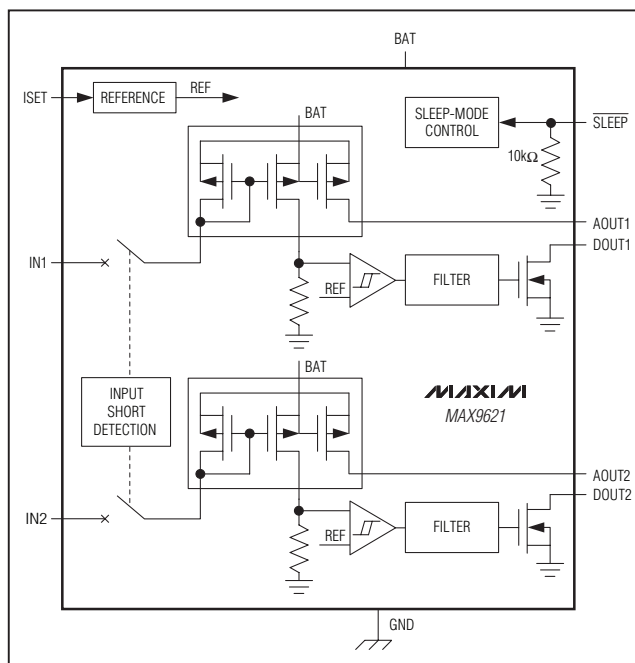 BAT
ISET
REFERENCE
REF
BAT
SLEEP-MODE
CONTROL
SLEEP
10kΩ
AOUT1
DOUT1
IN1
REF
FILTER
BAT
INPUT
SHORT
DETECTION
MAXIM
MAX9621
AOUT2
DOUT2
IN2
REF
FILTER
GND